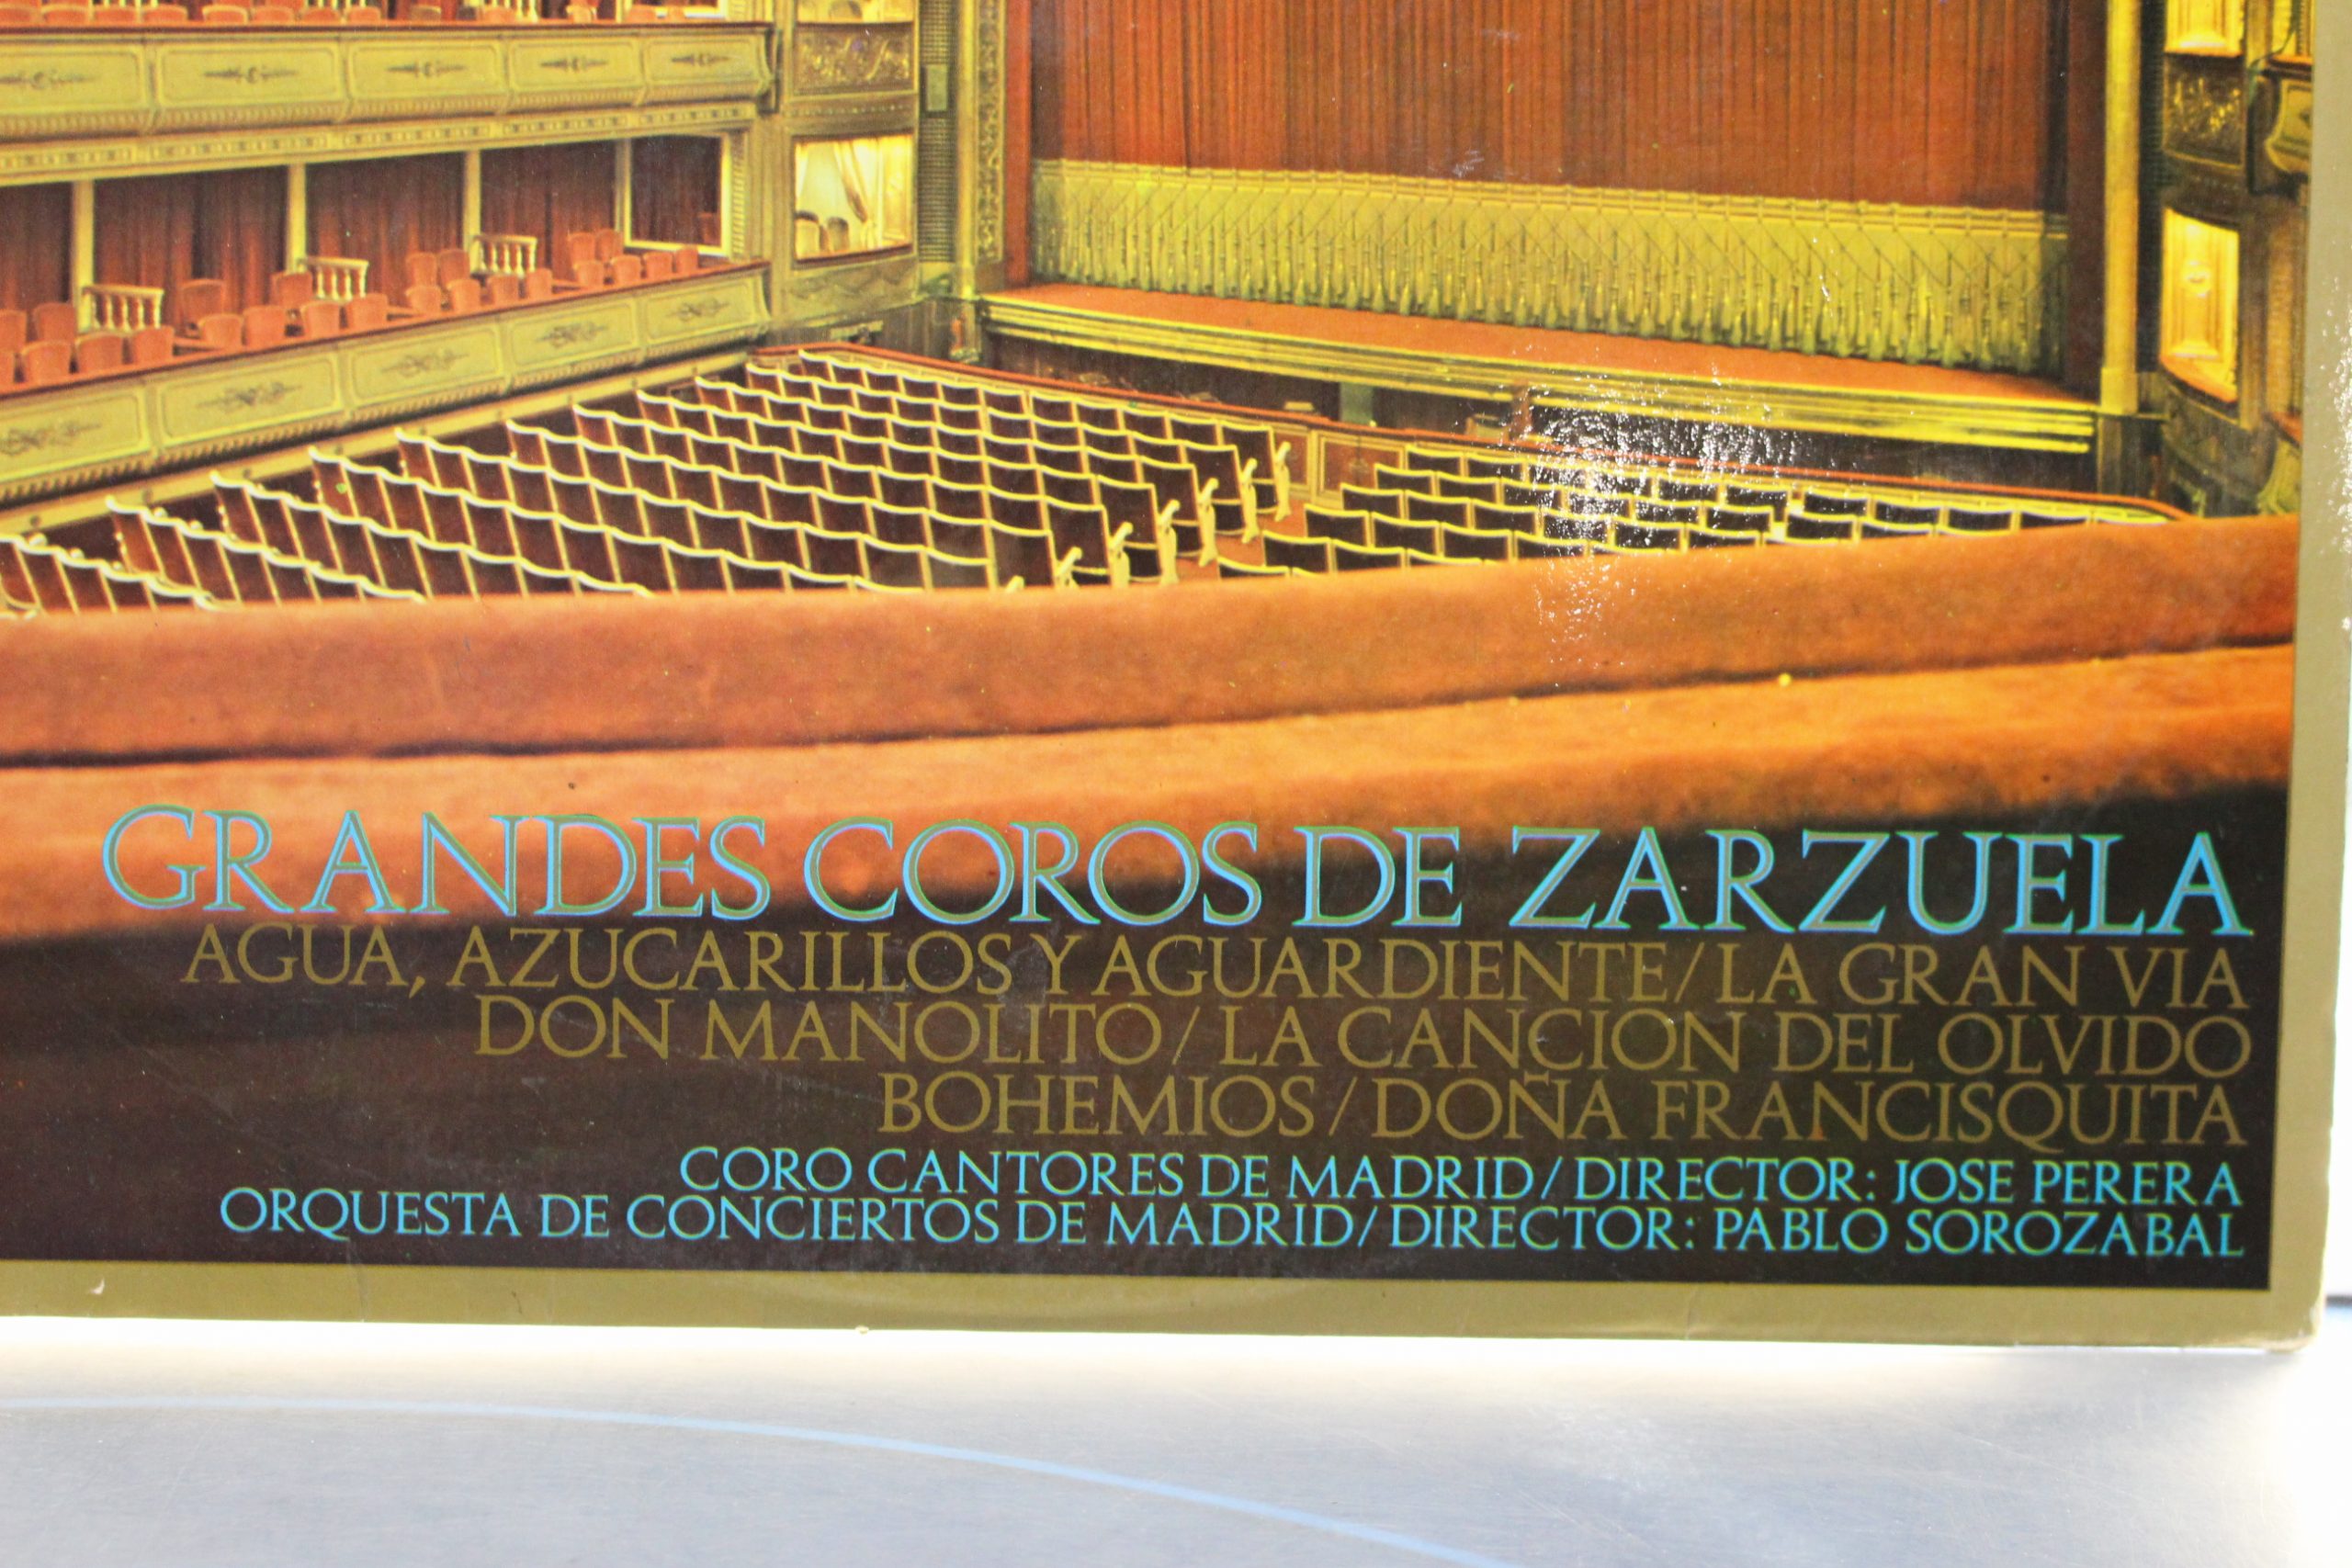 GRANDES COROS DE ZARZUELA
AGUA, AZUCARILLOS Y AGUARDIENTE/LA GRAN VIA
DON MANOLITO/LA CANCION DEL OLVIDO
BOHEMIOS/DOÑA FRANCISQUITA
CORO CANTORES DE MADRID/DIRECTOR: JOSE PERERA
ORQUESTA DE CONCIERTOS DE MADRID/DIRECTOR: PABLO SOROZABAL